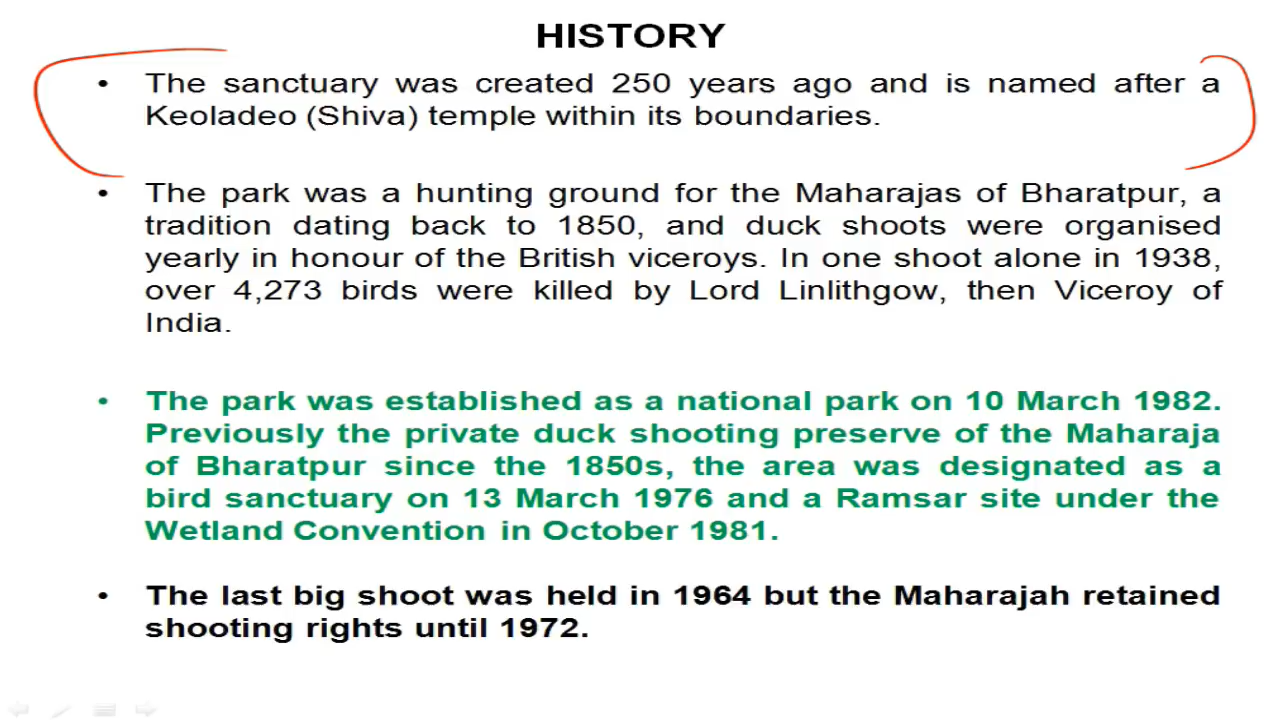 HISTORY
• The sanctuary was created 250 years ago and is named after a
Keoladeo (Shiva) temple within its boundaries.
• The park was a hunting ground for the Maharajas of Bharatpur, a
tradition dating back to 1850, and duck shoots were organised
yearly in honour of the British viceroys. In one shoot alone in 1938,
over 4,273 birds were killed by Lord Linlithgow, then Viceroy of
India.
• The park was established as a national park on 10 March 1982.
Previously the private duck shooting preserve of the Maharaja
of Bharatpur since the 1850s, the area was designated as a
bird sanctuary on 13 March 1976 and a Ramsar site under the
Wetland Convention in October 1981.
• The last big shoot was held in 1964 but the Maharajah retained
shooting rights until 1972.